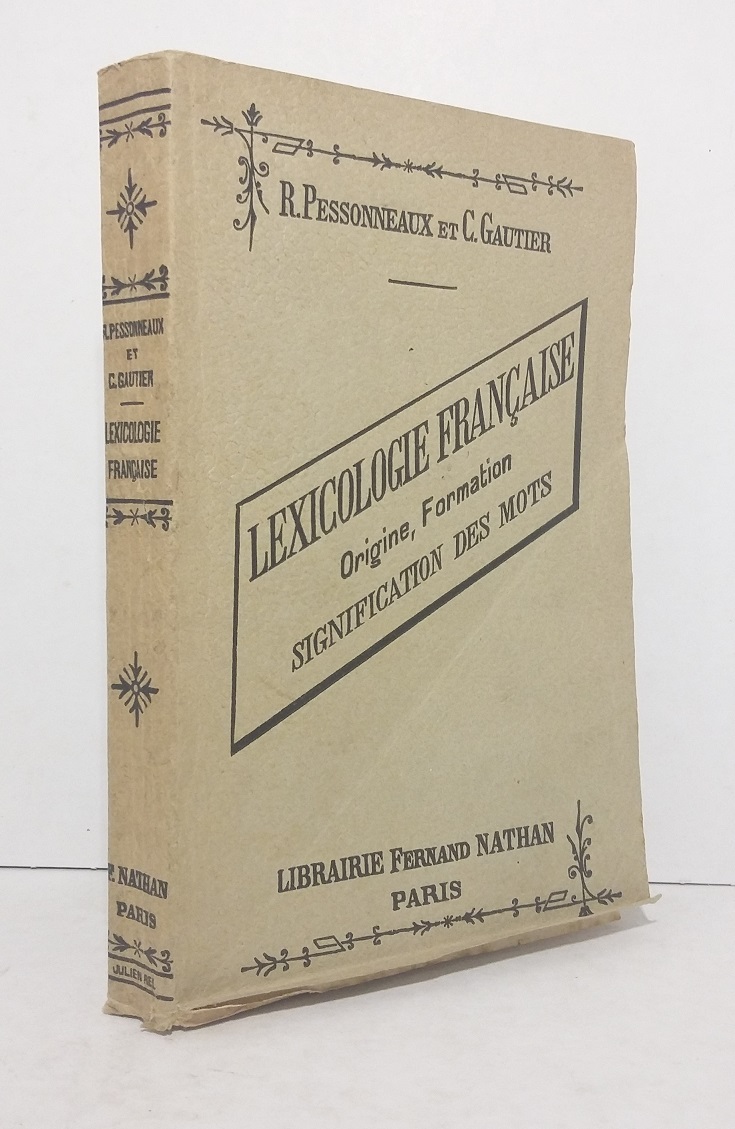 R. PESSONNEAUX ET C. GAUTIER
LEXICOLOGIE FRANÇAISE
Origine, Formation
SIGNIFICATION DES MOTS
LIBRAIRIE FERNAND NATHAN
PARIS
R. PESSONNEAUX
ET
C. GAUTIER
LEXICOLOGIE
FRANÇAISE
F. NATHAN
PARIS
JULIEN